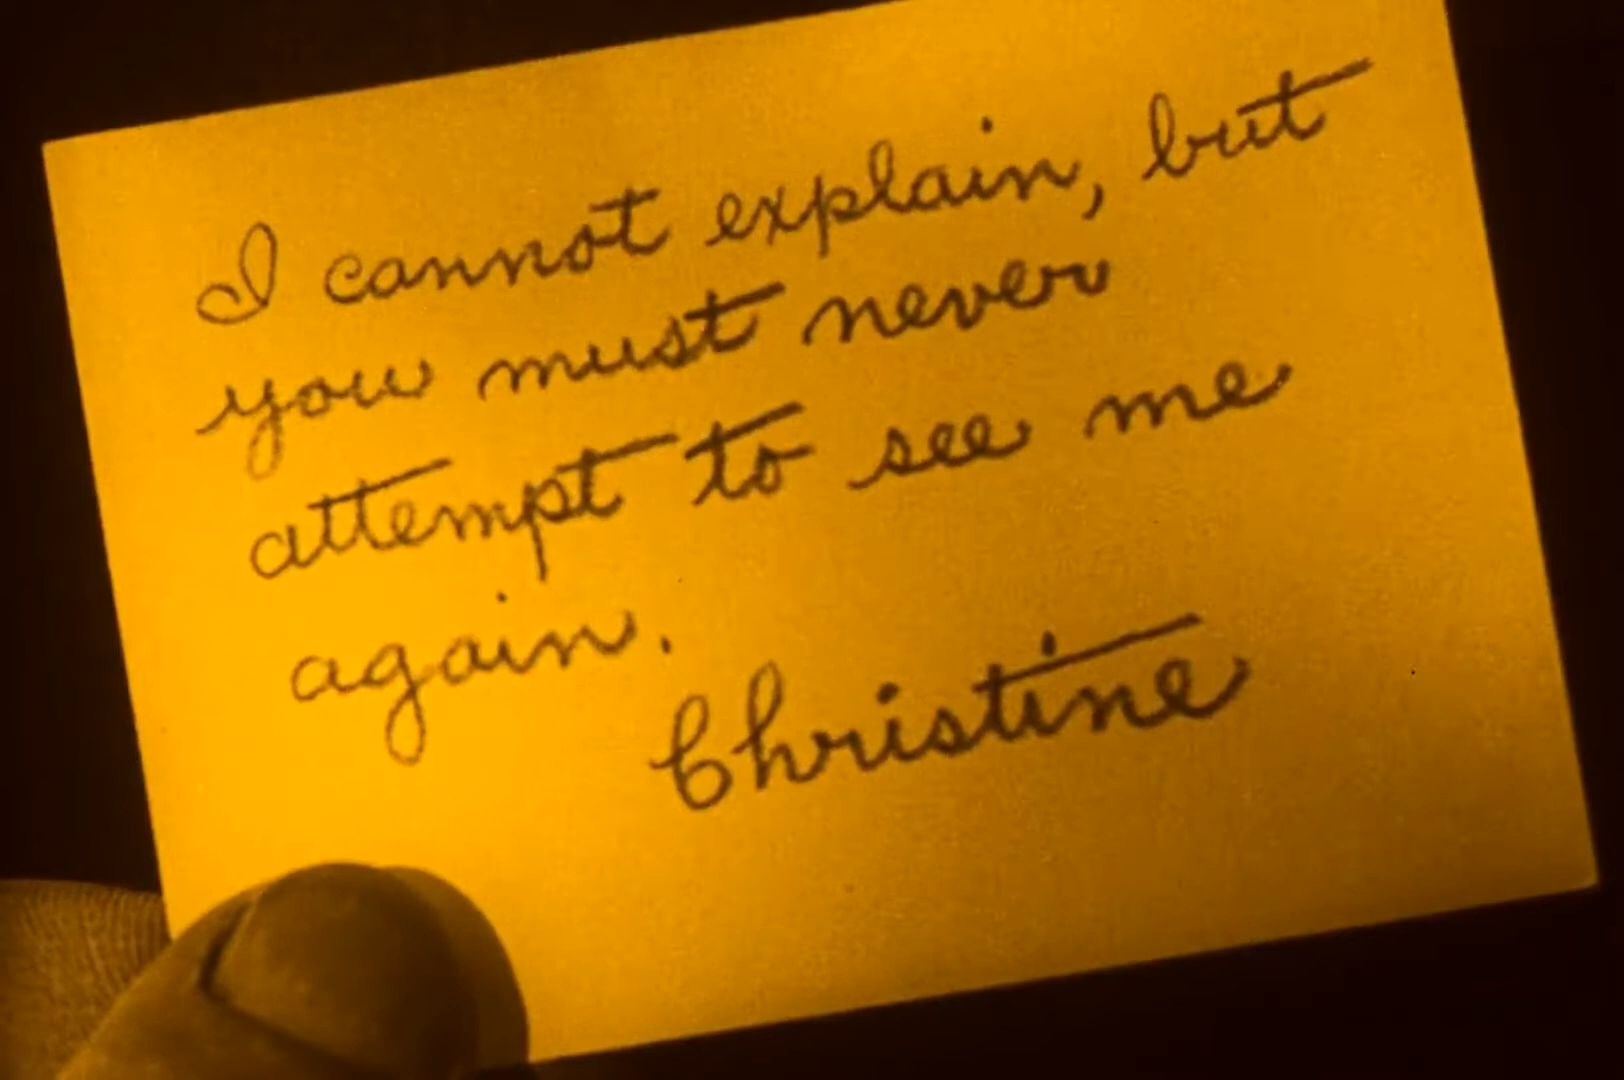 I cannot explain, but
you must never
attempt to see me
again.
Christine